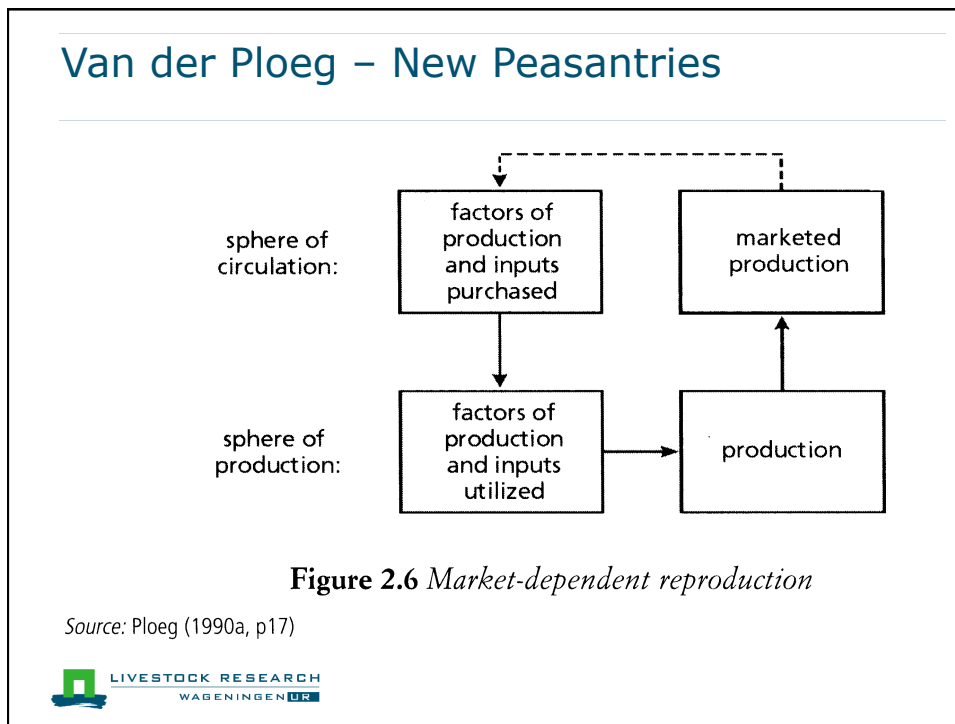 Van der Ploeg – New Peasantries
sphere of
circulation:
factors of
production
and inputs
purchased
marketed
production
sphere of
production:
factors of
production
and inputs
utilized
production
Figure 2.6 Market-dependent reproduction
Source: Ploeg (1990a, p17)
LIVESTOCK RESEARCH
WAGENINGEN UR